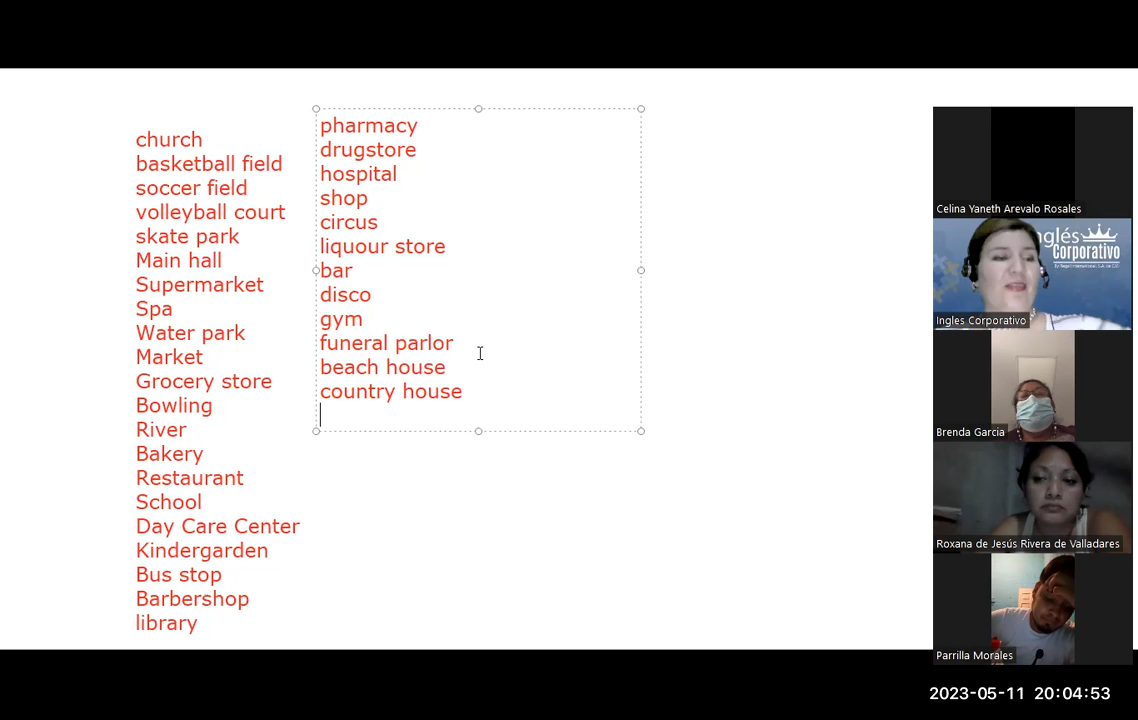 church
basketball field
soccer field
volleyball court
skate park
Main hall
Supermarket
Spa
Water park
Market
Grocery store
Bowling
River
Bakery
Restaurant
School
Day Care Center
Kindergarden
Bus stop
Barbershop
library
pharmacy
drugstore
hospital
shop
circus
liquour store
bar
disco
gym
funeral parlor
beach house
country house
Celina Yaneth Arevalo Rosales
nglés
Corporativo
Ingles Corporativo
Brenda Garcia
Roxana de Jesús Rivera de Valladares
Parrilla Morales
2023-05-11 20:04:53